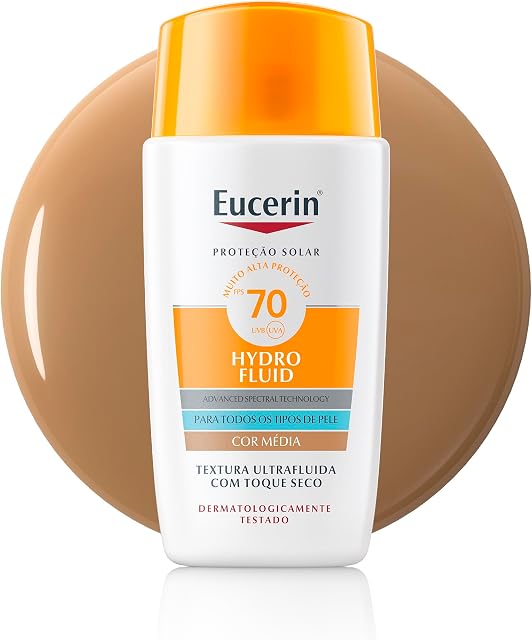 Eucerin®
PROTEÇÃO SOLAR
MUITO ALTA PROTEÇÃO
FPS 70
UVB UVA
HYDRO
FLUID
ADVANCED SPECTRAL TECHNOLOGY
PARA TODOS OS TIPOS DE PELE
COR MÉDIA
TEXTURA ULTRAFLUIDA
COM TOQUE SECO
DERMATOLOGICAMENTE
TESTADO